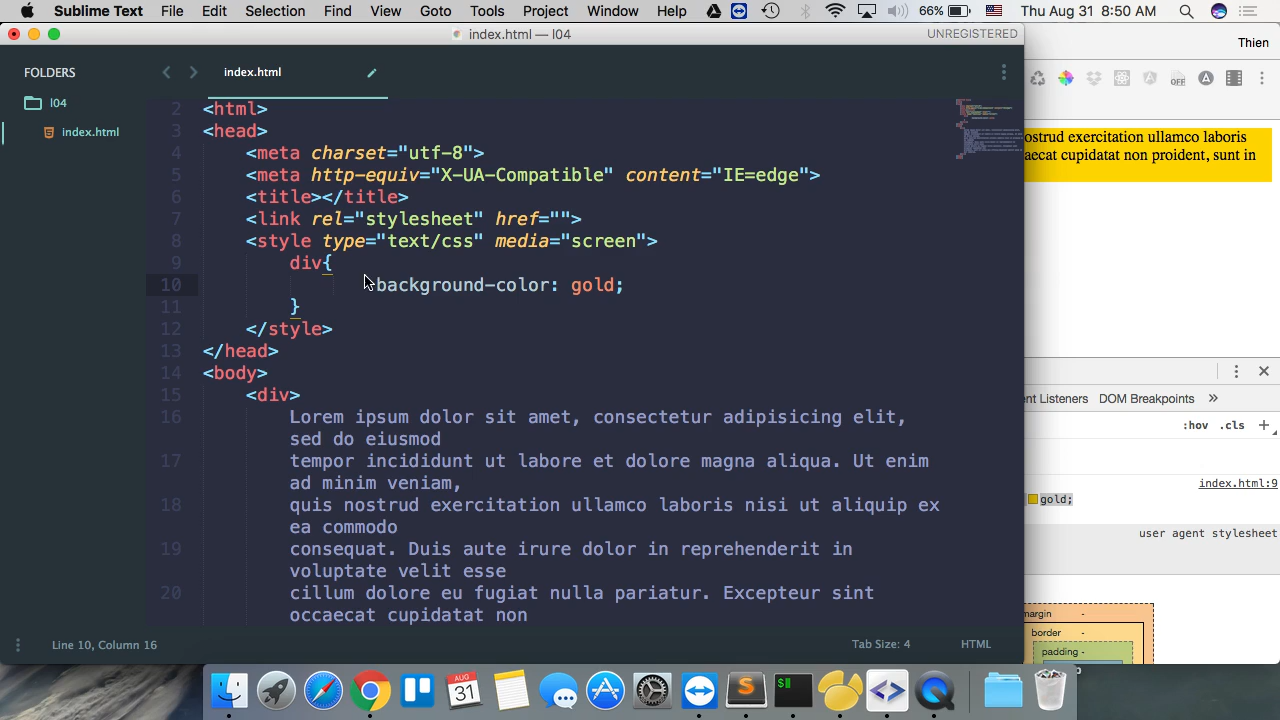 Sublime Text File Edit Selection Find View Goto Tools Project Window Help 66% Thu Aug 31 8:50 AM
index.html — l04 UNREGISTERED
Thien
FOLDERS
l04
index.html
index.html
2 <html>
3 <head>
4 <meta charset="utf-8">
5 <meta http-equiv="X-UA-Compatible" content="IE=edge">
6 <title></title>
7 <link rel="stylesheet" href="">
8 <style type="text/css" media="screen">
9 div{
10 background-color: gold;
11 }
12 </style>
13 </head>
14 <body>
15 <div>
16 Lorem ipsum dolor sit amet, consectetur adipisicing elit,
sed do eiusmod
17 tempor incididunt ut labore et dolore magna aliqua. Ut enim
ad minim veniam,
18 quis nostrud exercitation ullamco laboris nisi ut aliquip ex
ea commodo
19 consequat. Duis aute irure dolor in reprehenderit in
voluptate velit esse
20 cillum dolore eu fugiat nulla pariatur. Excepteur sint
occaecat cupidatat non
Line 10, Column 16 Tab Size: 4 HTML
OFF
ostrud exercitation ullamco laboris
aecat cupidatat non proident, sunt in
ent Listeners DOM Breakpoints »
:hov .cls +
index.html:9
gold;
user agent stylesheet
margin -
border -
padding -
AUG
31